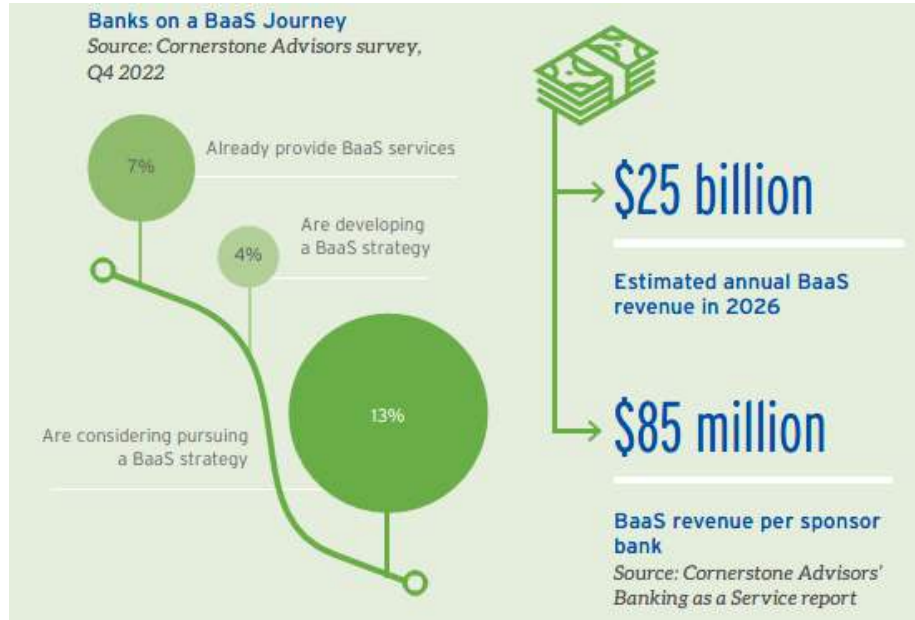 Banks on a BaaS Journey
Source: Cornerstone Advisors survey,
Q4 2022
7%
Already provide BaaS services
4%
Are developing
a BaaS strategy
13%
Are considering pursuing
a BaaS strategy
$25 billion
Estimated annual BaaS
revenue in 2026
$85 million
BaaS revenue per sponsor
bank
Source: Cornerstone Advisors'
Banking as a Service report